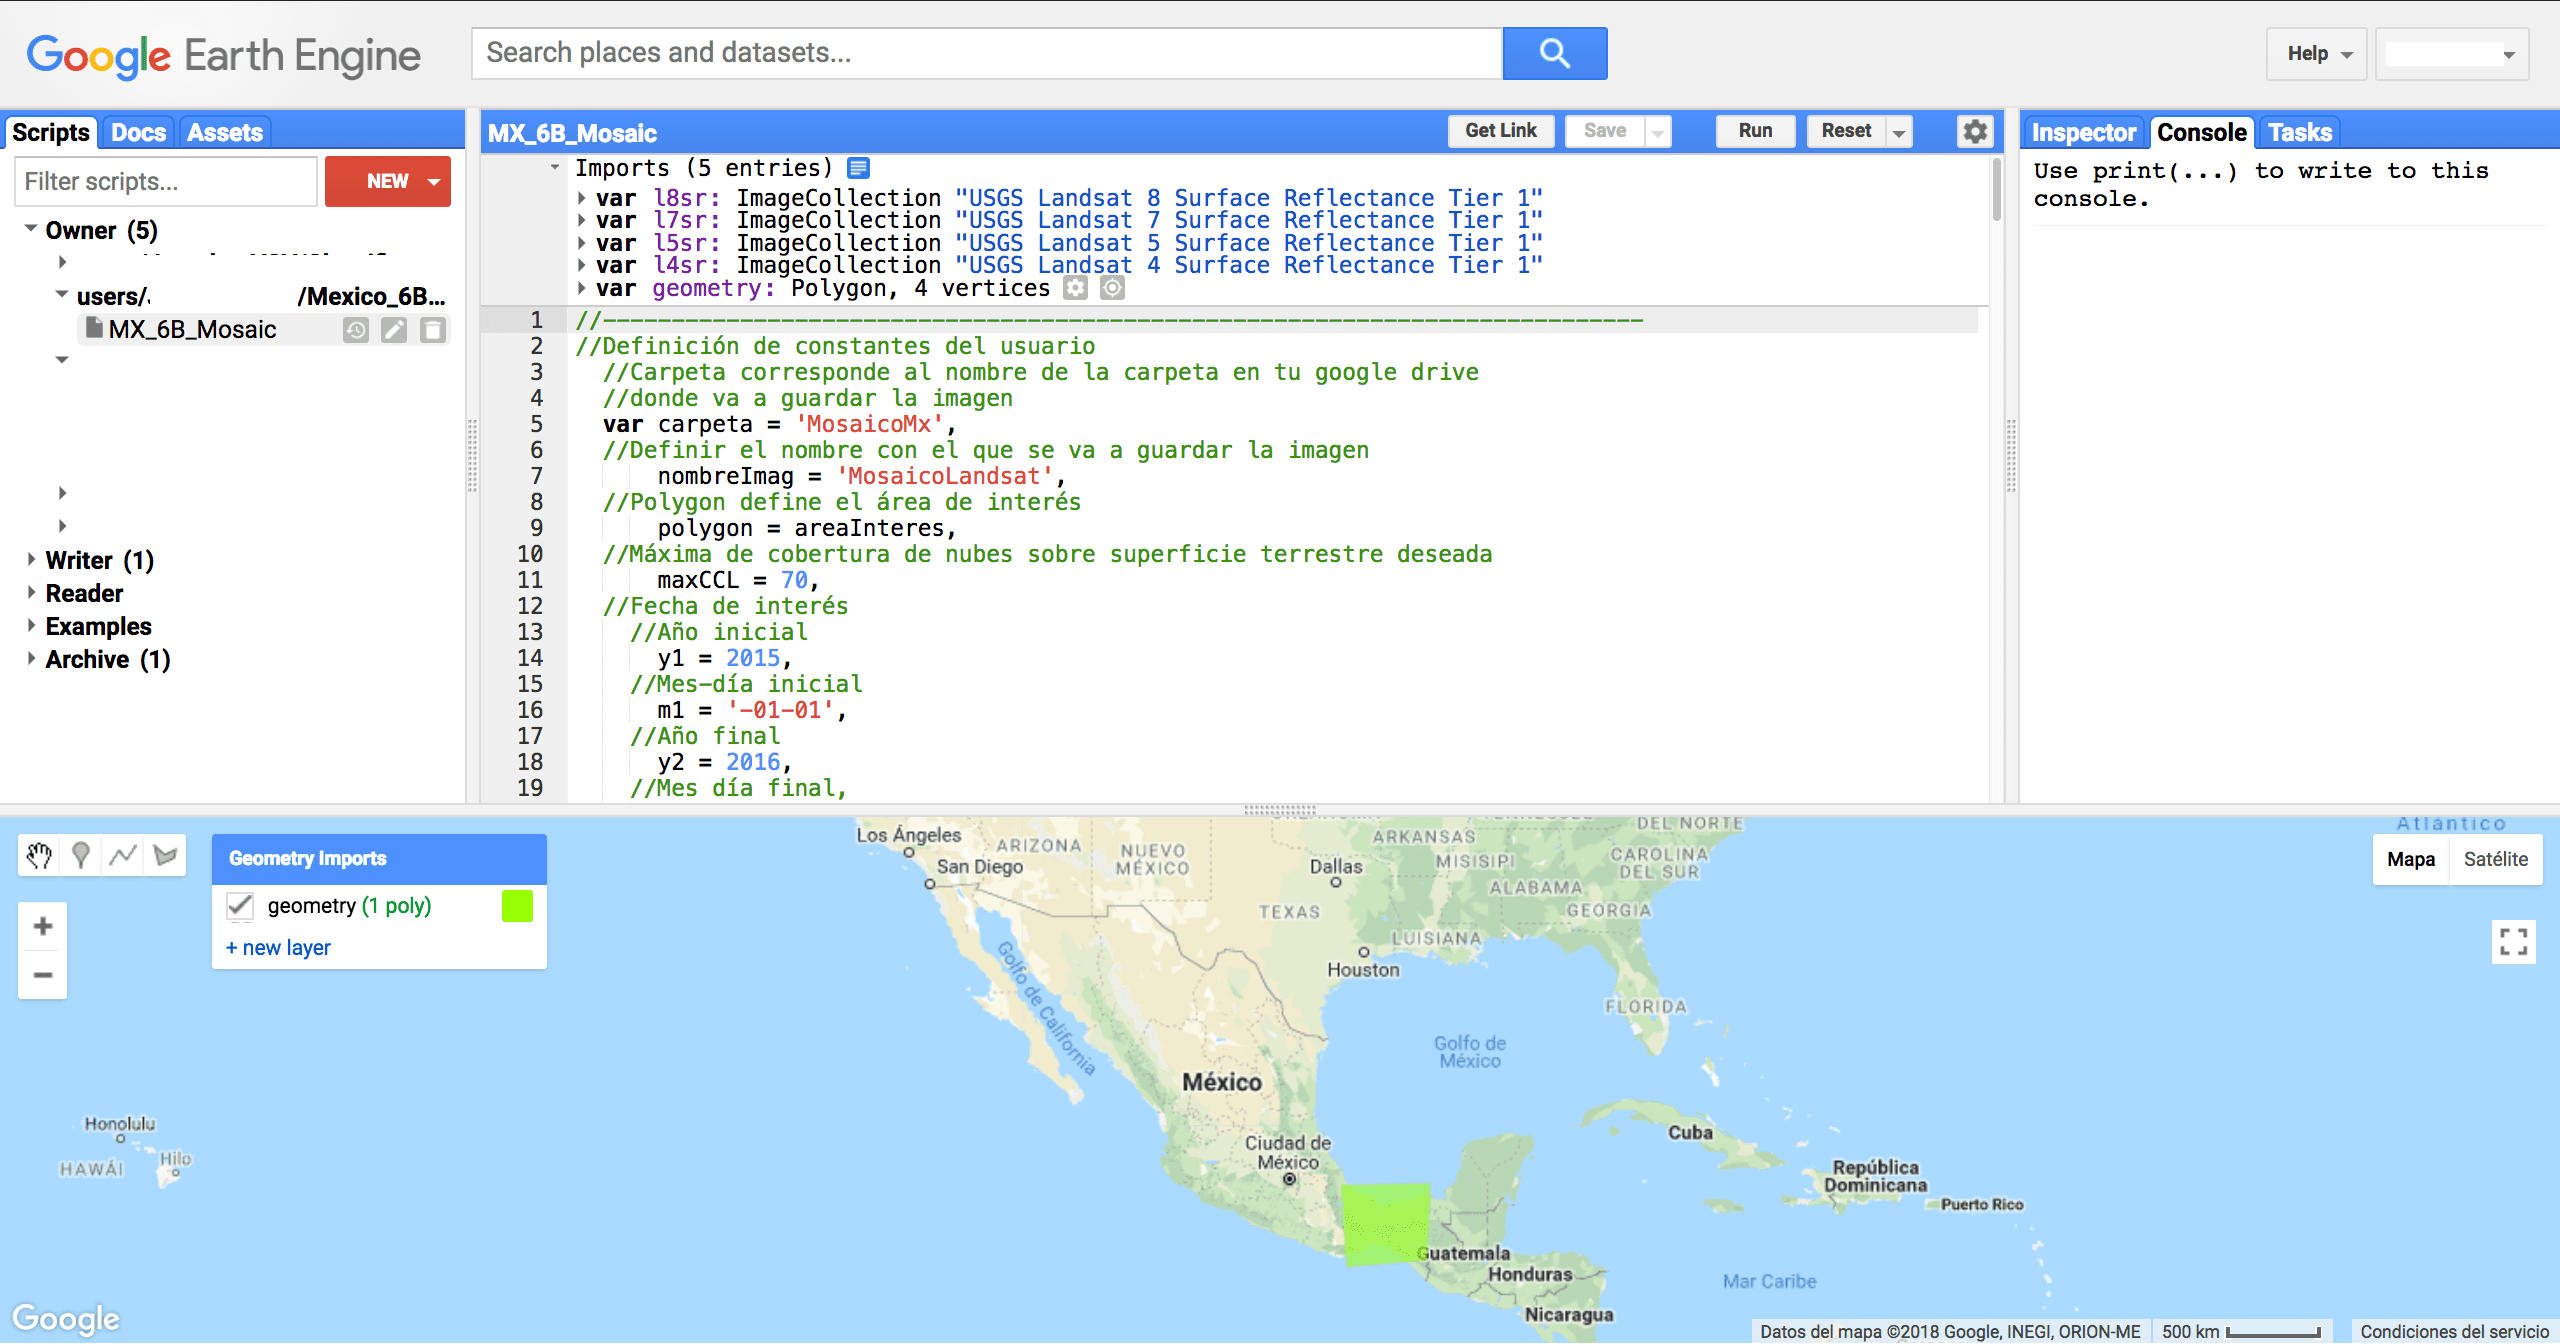 Google Earth Engine
Search places and datasets...
Help
Scripts Docs Assets
Filter scripts...
NEW
Owner (5)
users/ /Mexico_6B...
MX_6B_Mosaic
Writer (1)
Reader
Examples
Archive (1)
MX_6B_Mosaic
Get Link Save Run Reset
Imports (5 entries)
var l8sr: ImageCollection "USGS Landsat 8 Surface Reflectance Tier 1"
var l7sr: ImageCollection "USGS Landsat 7 Surface Reflectance Tier 1"
var l5sr: ImageCollection "USGS Landsat 5 Surface Reflectance Tier 1"
var l4sr: ImageCollection "USGS Landsat 4 Surface Reflectance Tier 1"
var geometry: Polygon, 4 vertices
1 //----------------------------------------------------------------------------
2 //Definición de constantes del usuario
3 //Carpeta corresponde al nombre de la carpeta en tu google drive
4 //donde va a guardar la imagen
5 var carpeta = 'MosaicoMx',
6 //Definir el nombre con el que se va a guardar la imagen
7 nombreImag = 'MosaicoLandsat',
8 //Polygon define el área de interés
9 polygon = areaInteres,
10 //Máxima de cobertura de nubes sobre superficie terrestre deseada
11 maxCCL = 70,
12 //Fecha de interés
13 //Año inicial
14 y1 = 2015,
15 //Mes-día inicial
16 m1 = '-01-01',
17 //Año final
18 y2 = 2016,
19 //Mes día final,
Inspector Console Tasks
Use print(...) to write to this
console.
Geometry Imports
geometry (1 poly)
+ new layer
Mapa Satélite
Atlántico
DEL NORTE
Los Ángeles
ARIZONA
NUEVO
MÉXICO
San Diego
Dallas
ARKANSAS
MISISIPI
CAROLINA
DEL SUR
ALABAMA
TEXAS
GEORGIA
LUISIANA
Houston
FLORIDA
Golfo de California
Golfo de
México
México
Honolulu
HAWÁI
Hilo
Ciudad de
México
Cuba
República
Dominicana
Puerto Rico
Guatemala
Honduras
Mar Caribe
Nicaragua
Google
Datos del mapa ©2018 Google, INEGI, ORION-ME 500 km Condiciones del servicio